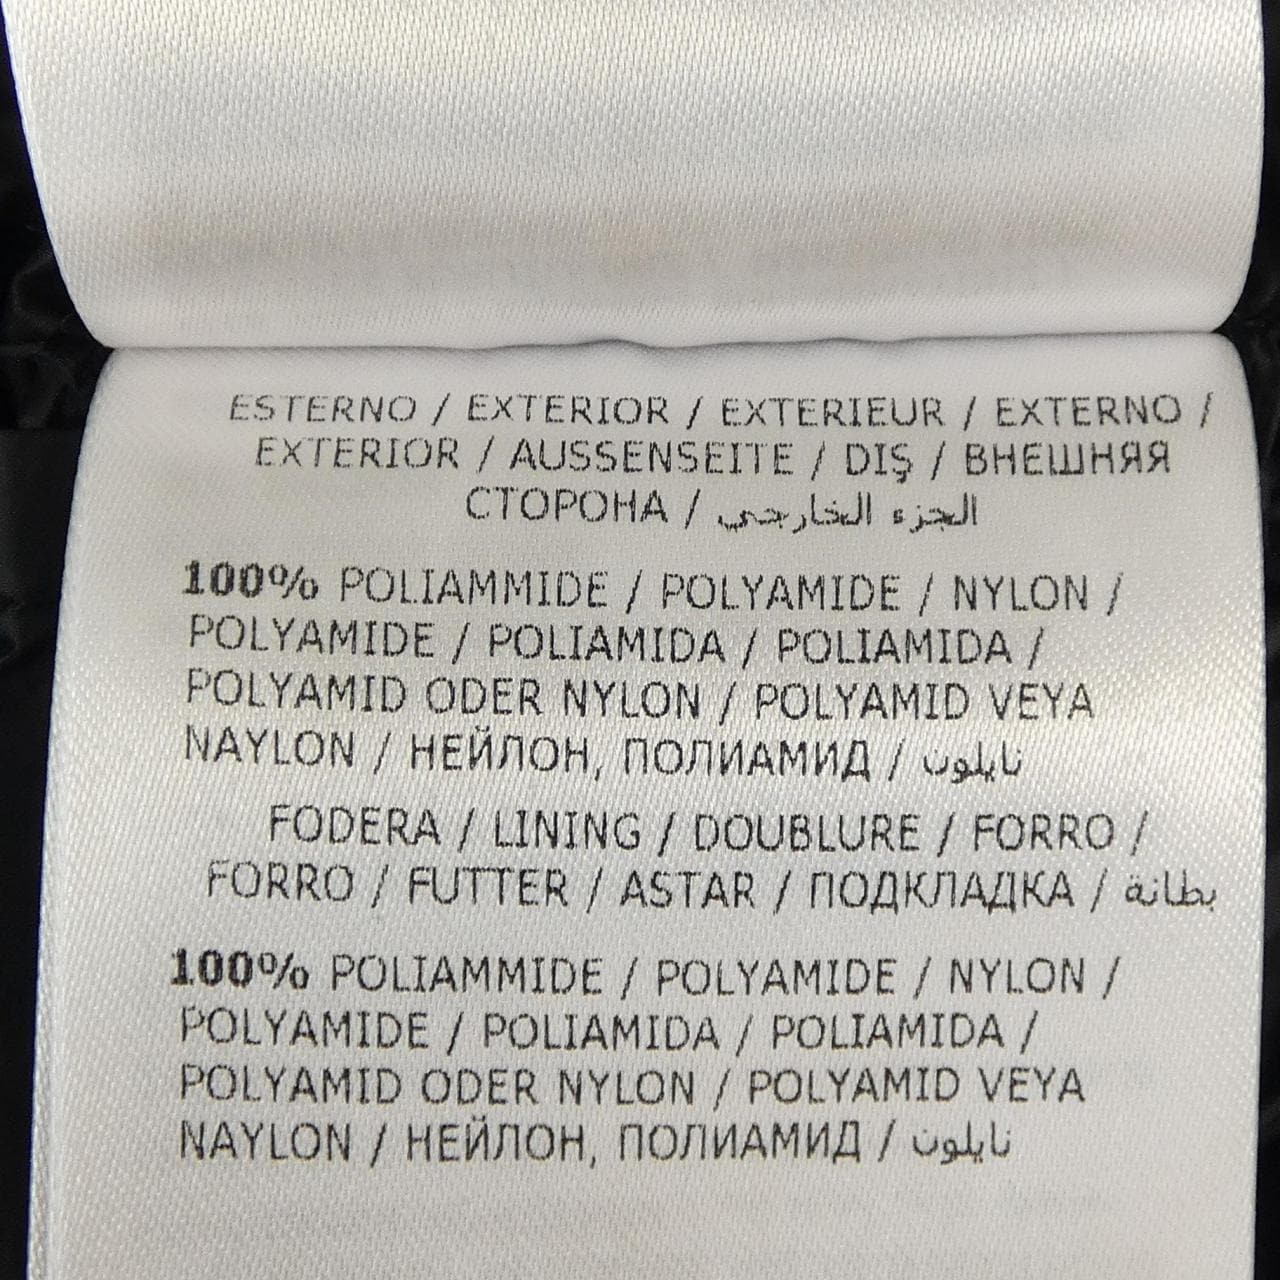 ESTERNO / EXTERIOR / EXTERIEUR / EXTERNO /
EXTERIOR / AUSSENSEITE / DIŞ / ВНЕШНЯЯ
СТОРОНА / الجزء الخارجي
100% POLIAMMIDE / POLYAMIDE / NYLON /
POLYAMIDE / POLIAMIDA / POLIAMIDA /
POLYAMID ODER NYLON / POLYAMID VEYA
NAYLON / НЕЙЛОН, ПОЛИАМИД / نايلون
FODERA / LINING / DOUBLURE / FORRO /
FORRO / FUTTER / ASTAR / ПОДКЛАДКА / بطانة
100% POLIAMMIDE / POLYAMIDE / NYLON /
POLYAMIDE / POLIAMIDA / POLIAMIDA /
POLYAMID ODER NYLON / POLYAMID VEYA
NAYLON / НЕЙЛОН, ПОЛИАМИД / نايلون